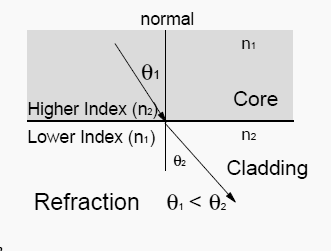 normal
n₁
θ₁
Core
Higher Index (n₂)
Lower Index (n₁)
n₂
θ₂
Cladding
Refraction θ₁ < θ₂